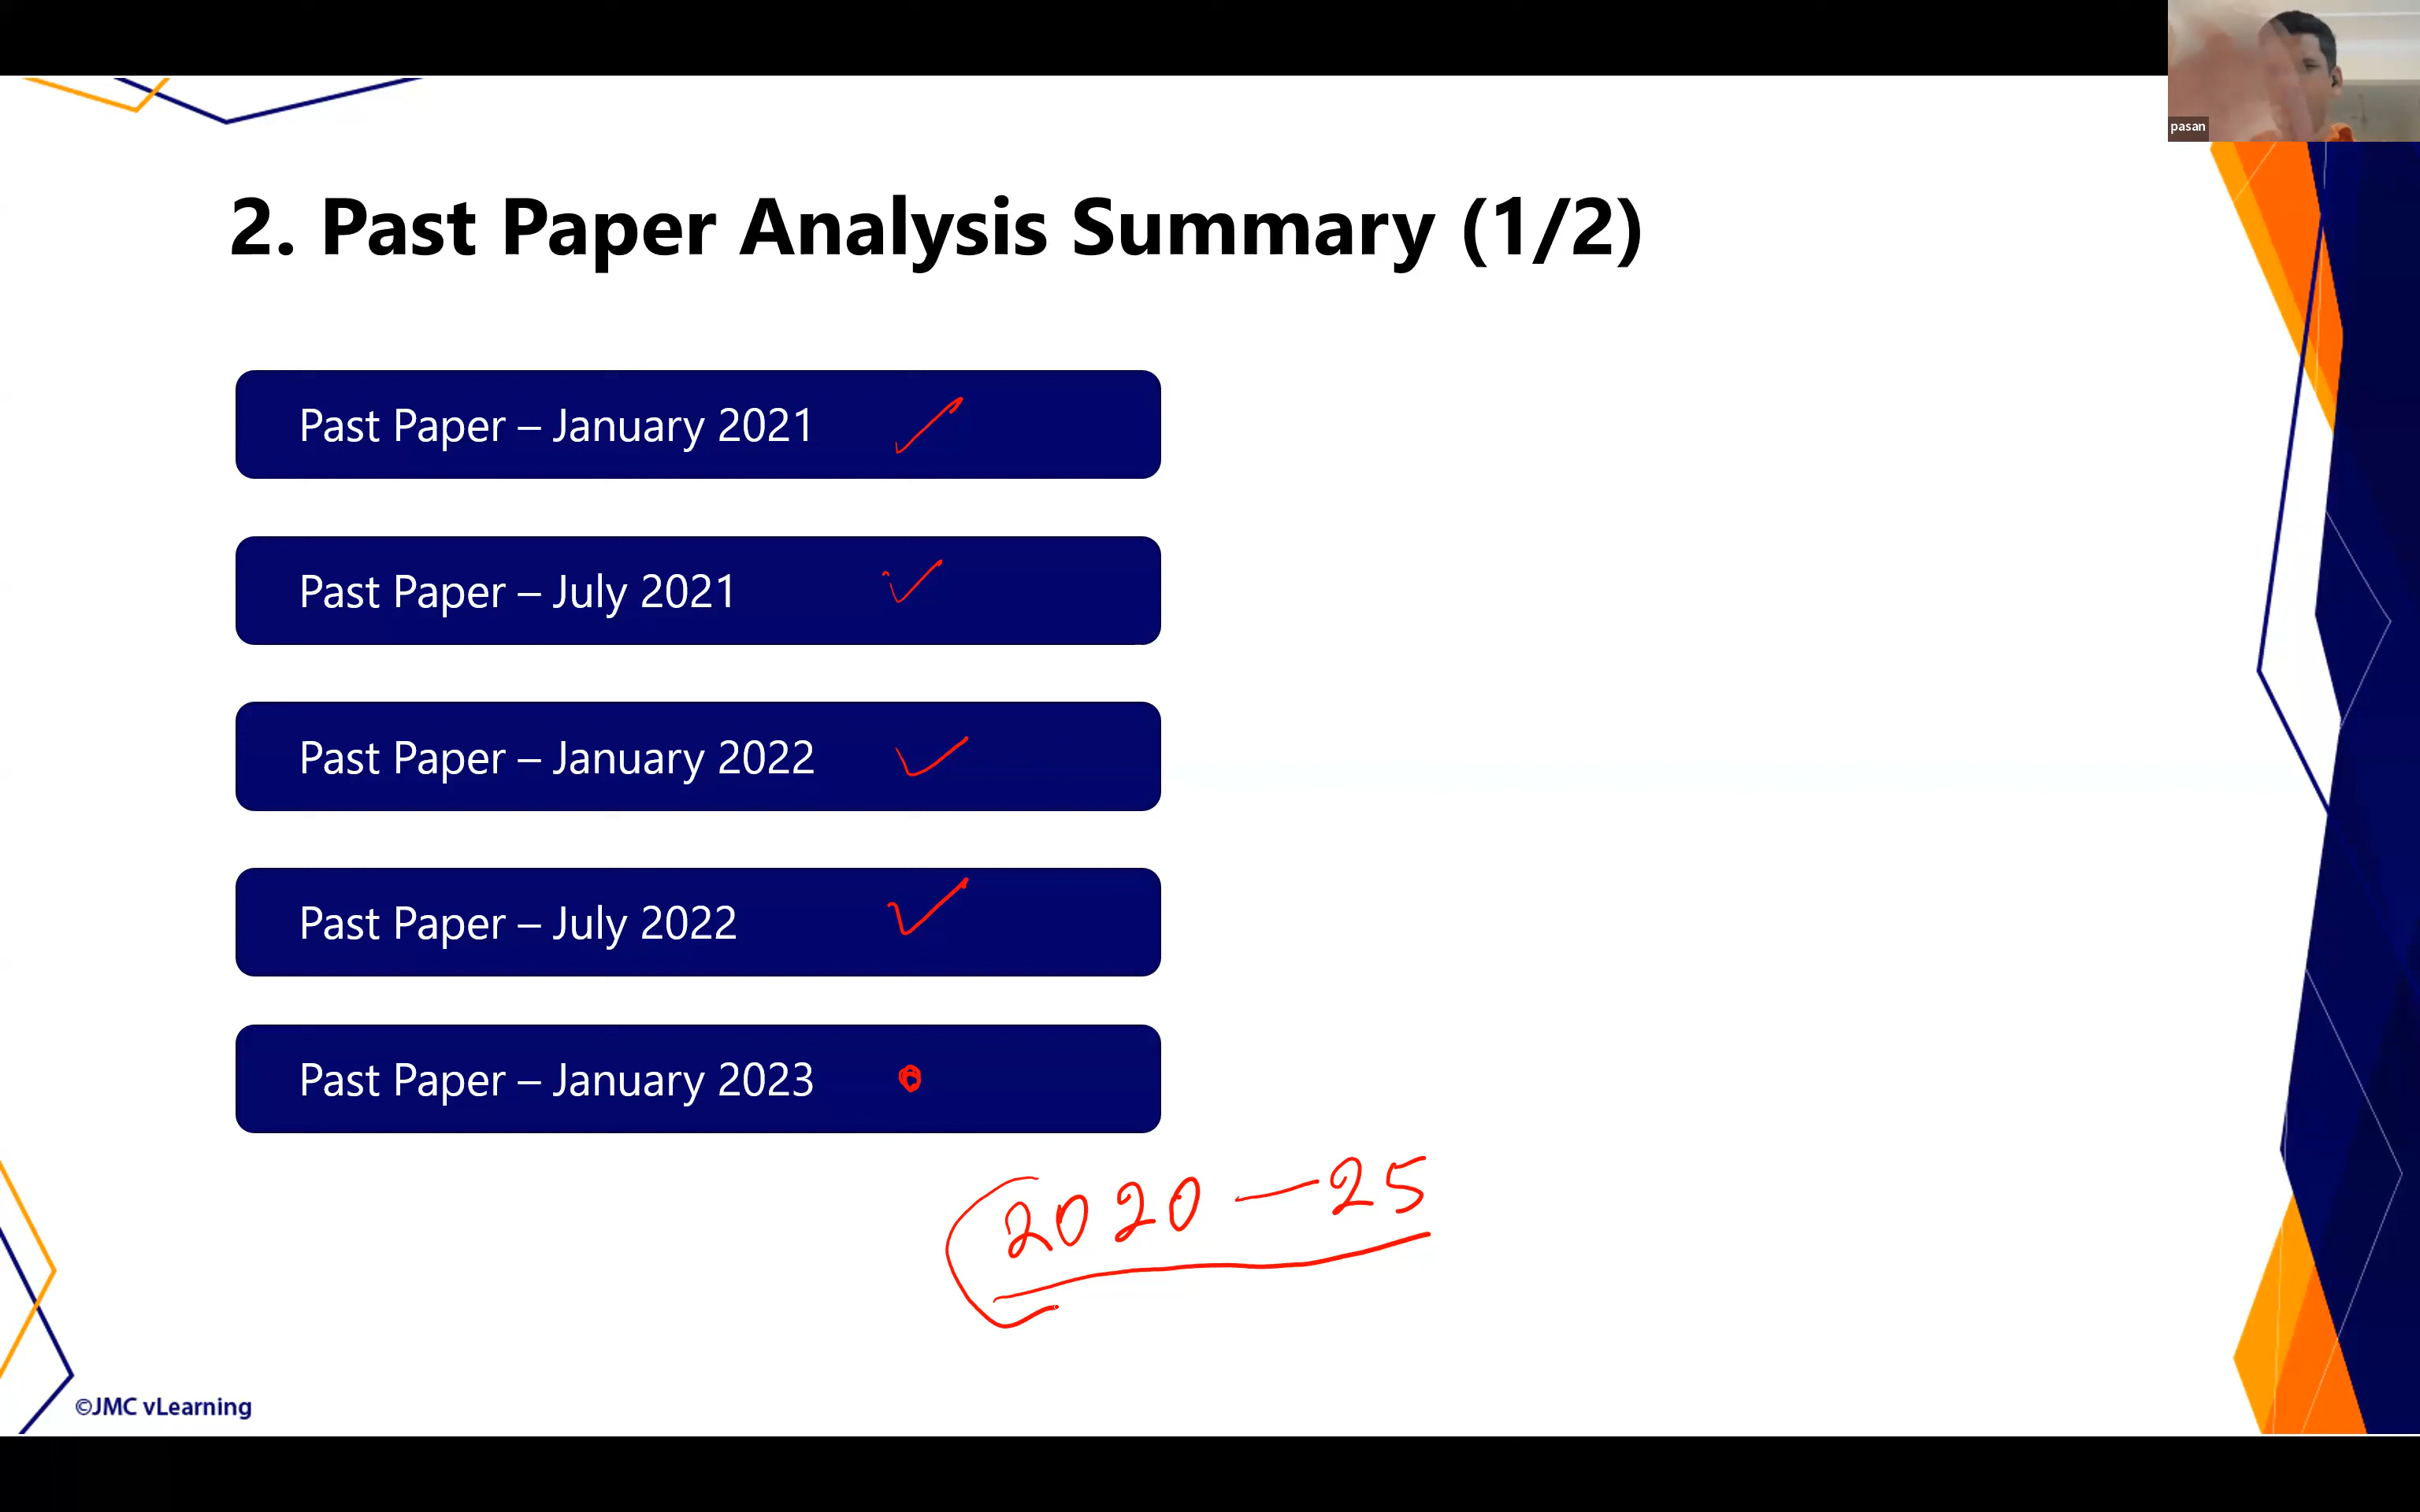 pasan
2. Past Paper Analysis Summary (1/2)
Past Paper – January 2021
Past Paper – July 2021
Past Paper – January 2022
Past Paper – July 2022
Past Paper – January 2023
2020 — 25
©JMC vLearning